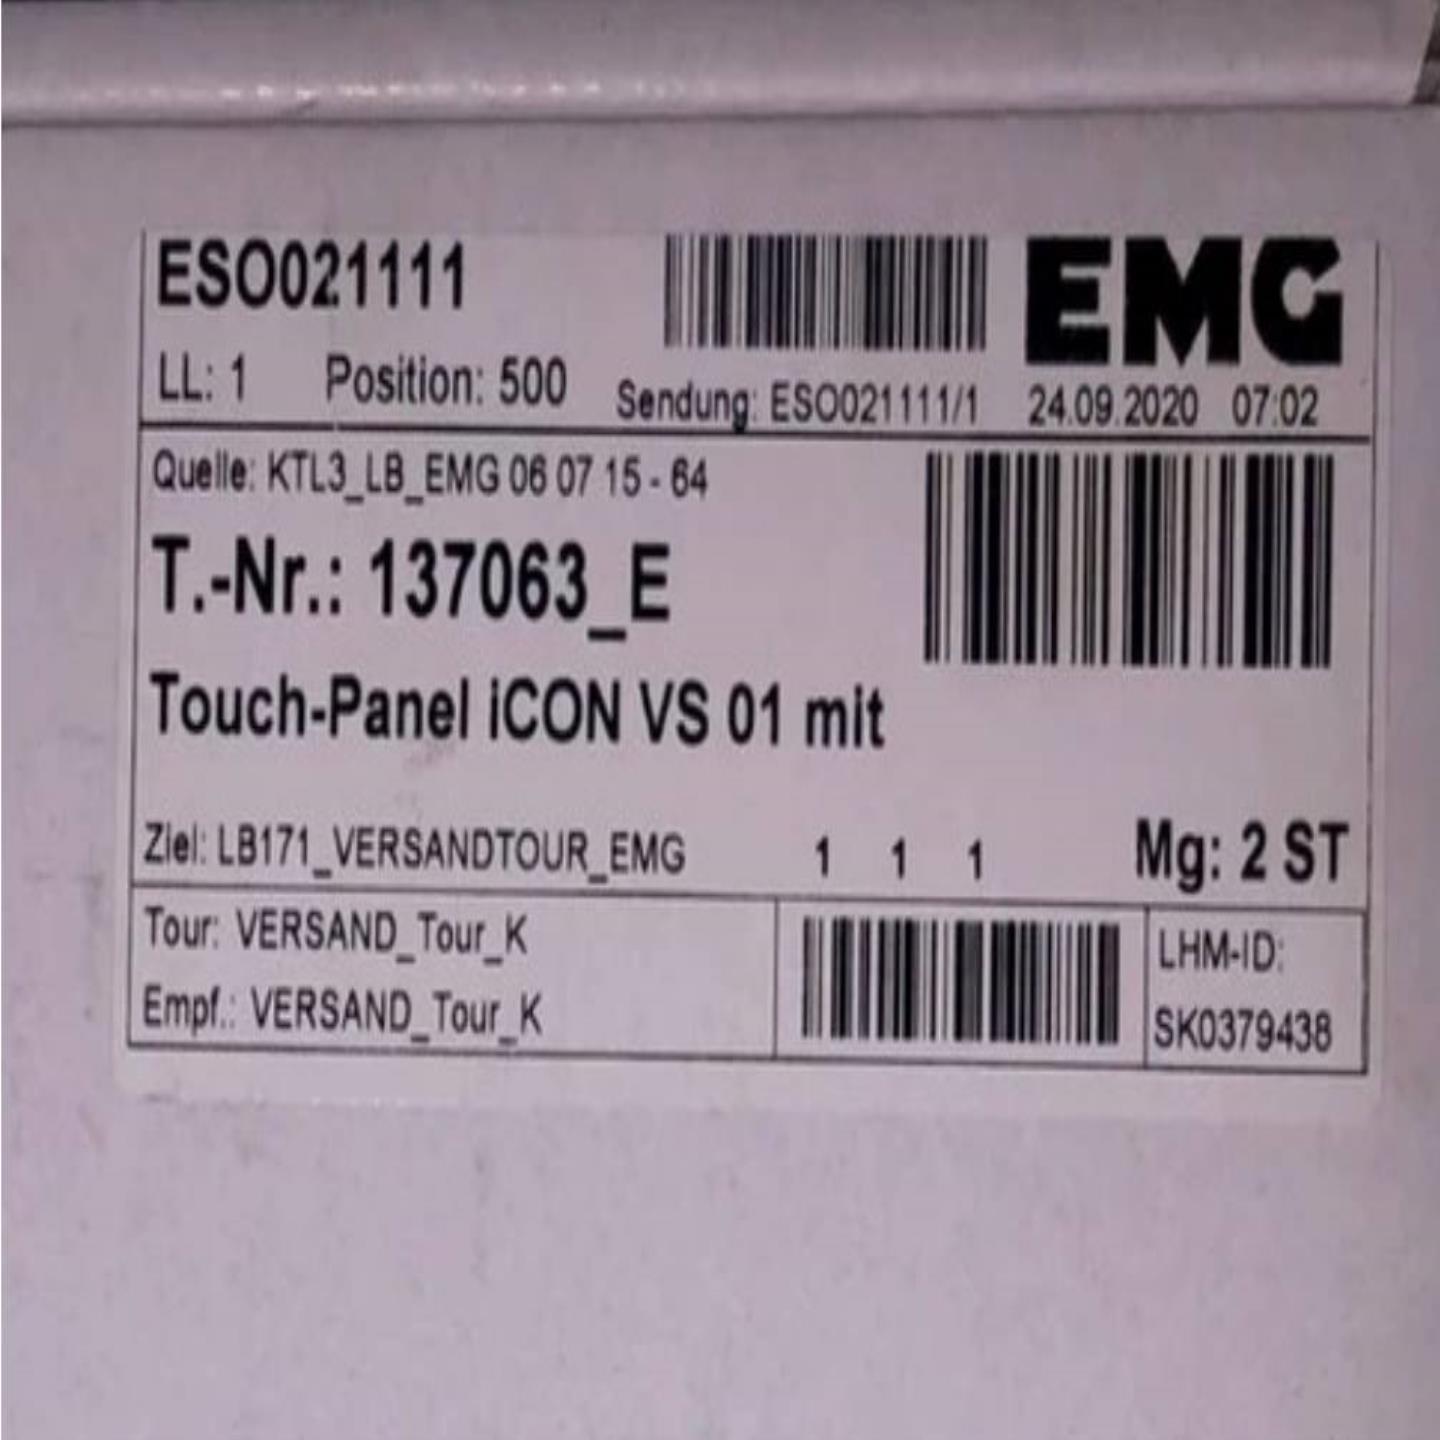 ESO021111
EMG
LL: 1 Position: 500 Sendung: ESO021111/1 24.09.2020 07:02
Quelle: KTL3_LB_EMG 06 07 15 - 64
T.-Nr.: 137063_E
Touch-Panel iCON VS 01 mit
Ziel: LB171_VERSANDTOUR_EMG 1 1 1 Mg: 2 ST
Tour: VERSAND_Tour_K
Empf.: VERSAND_Tour_K
LHM-ID:
SK0379438